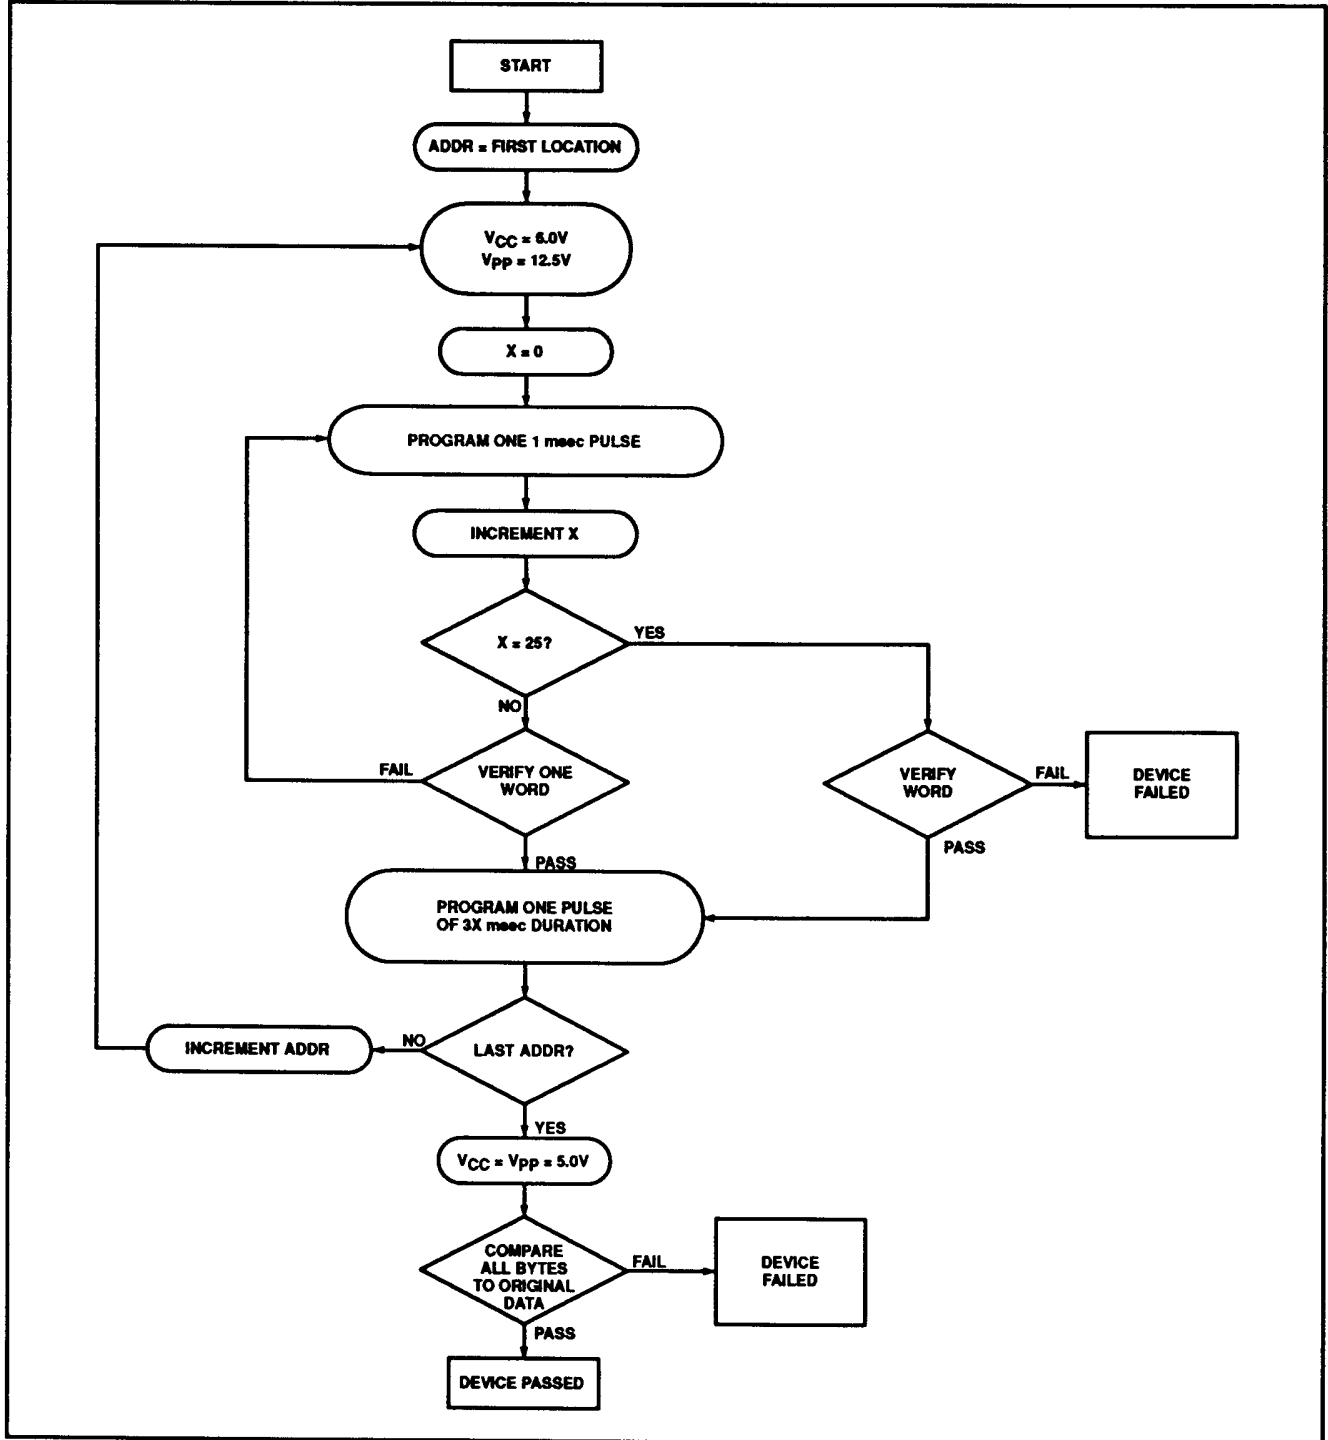 START
ADDR = FIRST LOCATION
VCC = 6.0V
VPP = 12.5V
X = 0
PROGRAM ONE 1 msec PULSE
INCREMENT X
X = 25?
YES
NO
VERIFY ONE
WORD
FAIL
VERIFY
WORD
FAIL
DEVICE
FAILED
PASS
PASS
PROGRAM ONE PULSE
OF 3X msec DURATION
LAST ADDR?
NO
INCREMENT ADDR
YES
VCC = VPP = 5.0V
COMPARE
ALL BYTES
TO ORIGINAL
DATA
FAIL
DEVICE
FAILED
PASS
DEVICE PASSED